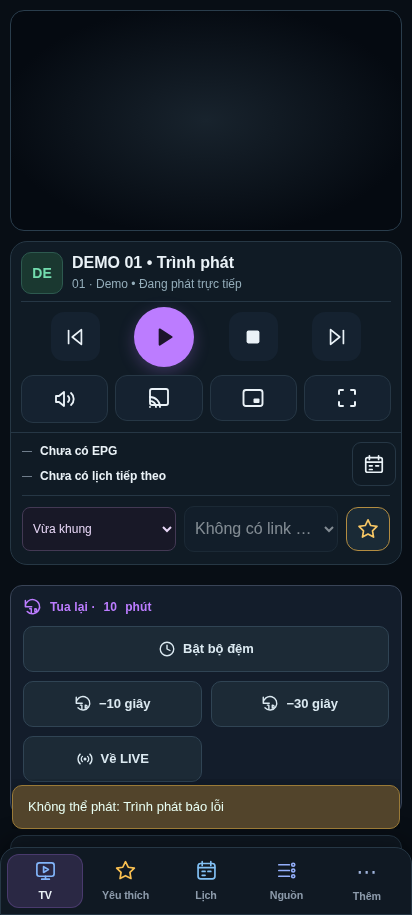 DE
DEMO 01 • Trình phát
01 · Demo • Đang phát trực tiếp
— Chưa có EPG
— Chưa có lịch tiếp theo
Vừa khung
Không có link …
Tua lại · 10 phút
Bật bộ đệm
−10 giây
−30 giây
Về LIVE
Không thể phát: Trình phát báo lỗi
TV
Yêu thích
Lịch
Nguồn
Thêm